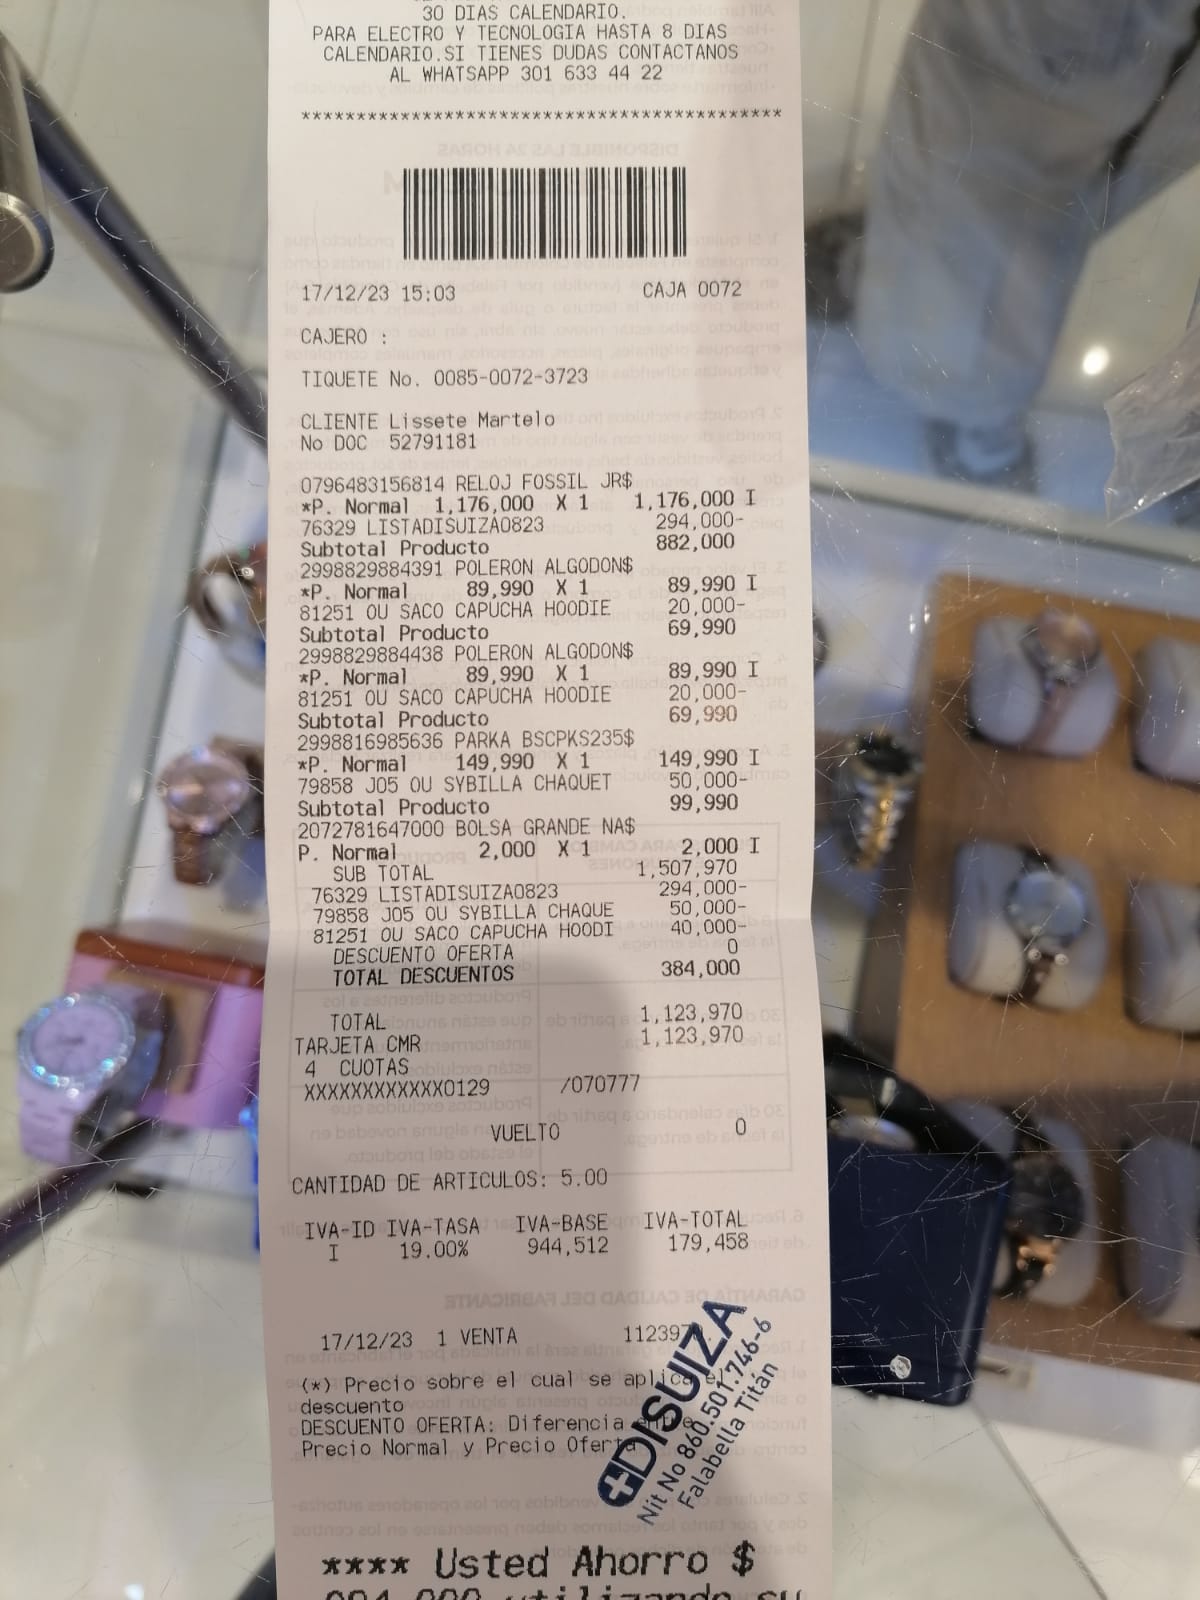 30 DIAS CALENDARIO.
PARA ELECTRO Y TECNOLOGIA HASTA 8 DIAS
CALENDARIO.SI TIENES DUDAS CONTACTANOS
AL WHATSAPP 301 633 44 22
********************************************
17/12/23 15:03 CAJA 0072
CAJERO :
TIQUETE No. 0085-0072-3723
CLIENTE Lissete Martelo
No DOC 52791181
0796483156814 RELOJ FOSSIL JR$
*P. Normal 1,176,000 X 1 1,176,000 I
76329 LISTADISUIZA0823 294,000-
Subtotal Producto 882,000
2998829884391 POLERON ALGODON$
*P. Normal 89,990 X 1 89,990 I
81251 OU SACO CAPUCHA HOODIE 20,000-
Subtotal Producto 69,990
2998829884438 POLERON ALGODON$
*P. Normal 89,990 X 1 89,990 I
81251 OU SACO CAPUCHA HOODIE 20,000-
Subtotal Producto 69,990
2998816985636 PARKA BSCPKS235$
*P. Normal 149,990 X 1 149,990 I
79858 J05 OU SYBILLA CHAQUET 50,000-
Subtotal Producto 99,990
2072781647000 BOLSA GRANDE NA$
P. Normal 2,000 X 1 2,000 I
SUB TOTAL 1,507,970
76329 LISTADISUIZA0823 294,000-
79858 J05 OU SYBILLA CHAQUE 50,000-
81251 OU SACO CAPUCHA HOODI 40,000-
DESCUENTO OFERTA 0
TOTAL DESCUENTOS 384,000
TOTAL 1,123,970
TARJETA CMR 1,123,970
4 CUOTAS
XXXXXXXXXXXX0129 /070777
VUELTO 0
CANTIDAD DE ARTICULOS: 5.00
IVA-ID IVA-TASA IVA-BASE IVA-TOTAL
I 19.00% 944,512 179,458
17/12/23 1 VENTA
(*) Precio sobre el cual se aplica el
descuento
DESCUENTO OFERTA: Diferencia entre
Precio Normal y Precio Oferta
DISUIZA
Nit No 860.501.746-6
Falabella Titán
**** Usted Ahorro $
utilizando su